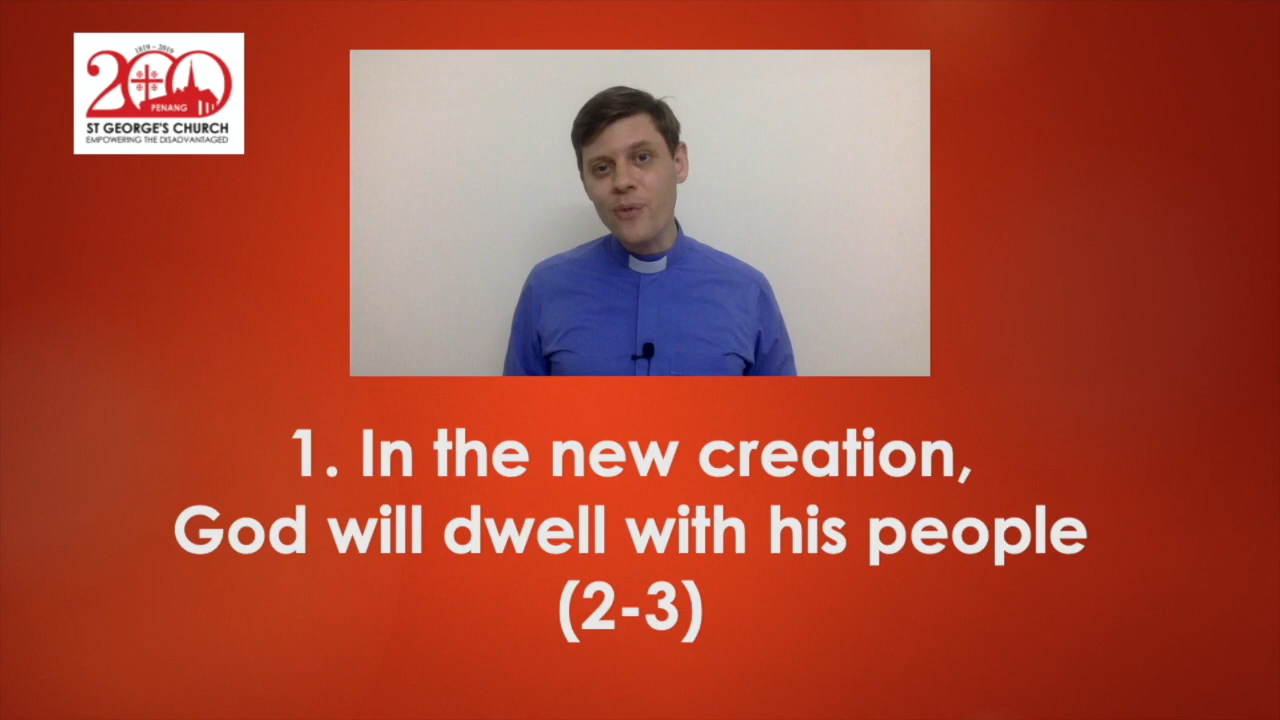 1819 - 2019
200
PENANG
ST GEORGE'S CHURCH
EMPOWERING THE DISADVANTAGED
1. In the new creation,
God will dwell with his people
(2-3)